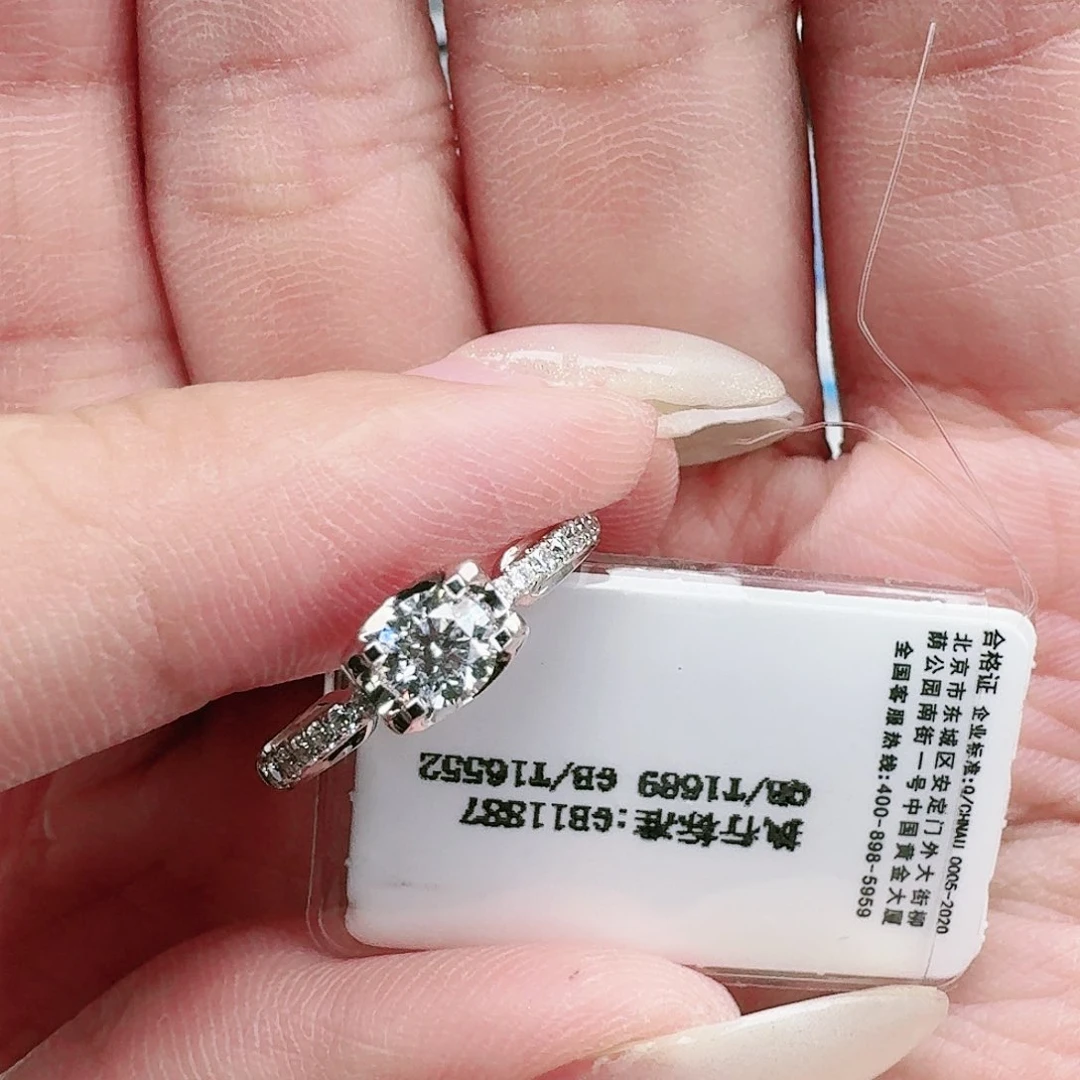 合格证 企业标准:Q/CHNAU 0006-2020
北京市东城区安定门外大街柳
荫公园南街一号中国黄金大厦
全国客服热线:400-898-5959
执行标准:GB11887
QB/T1689 GB/T16552